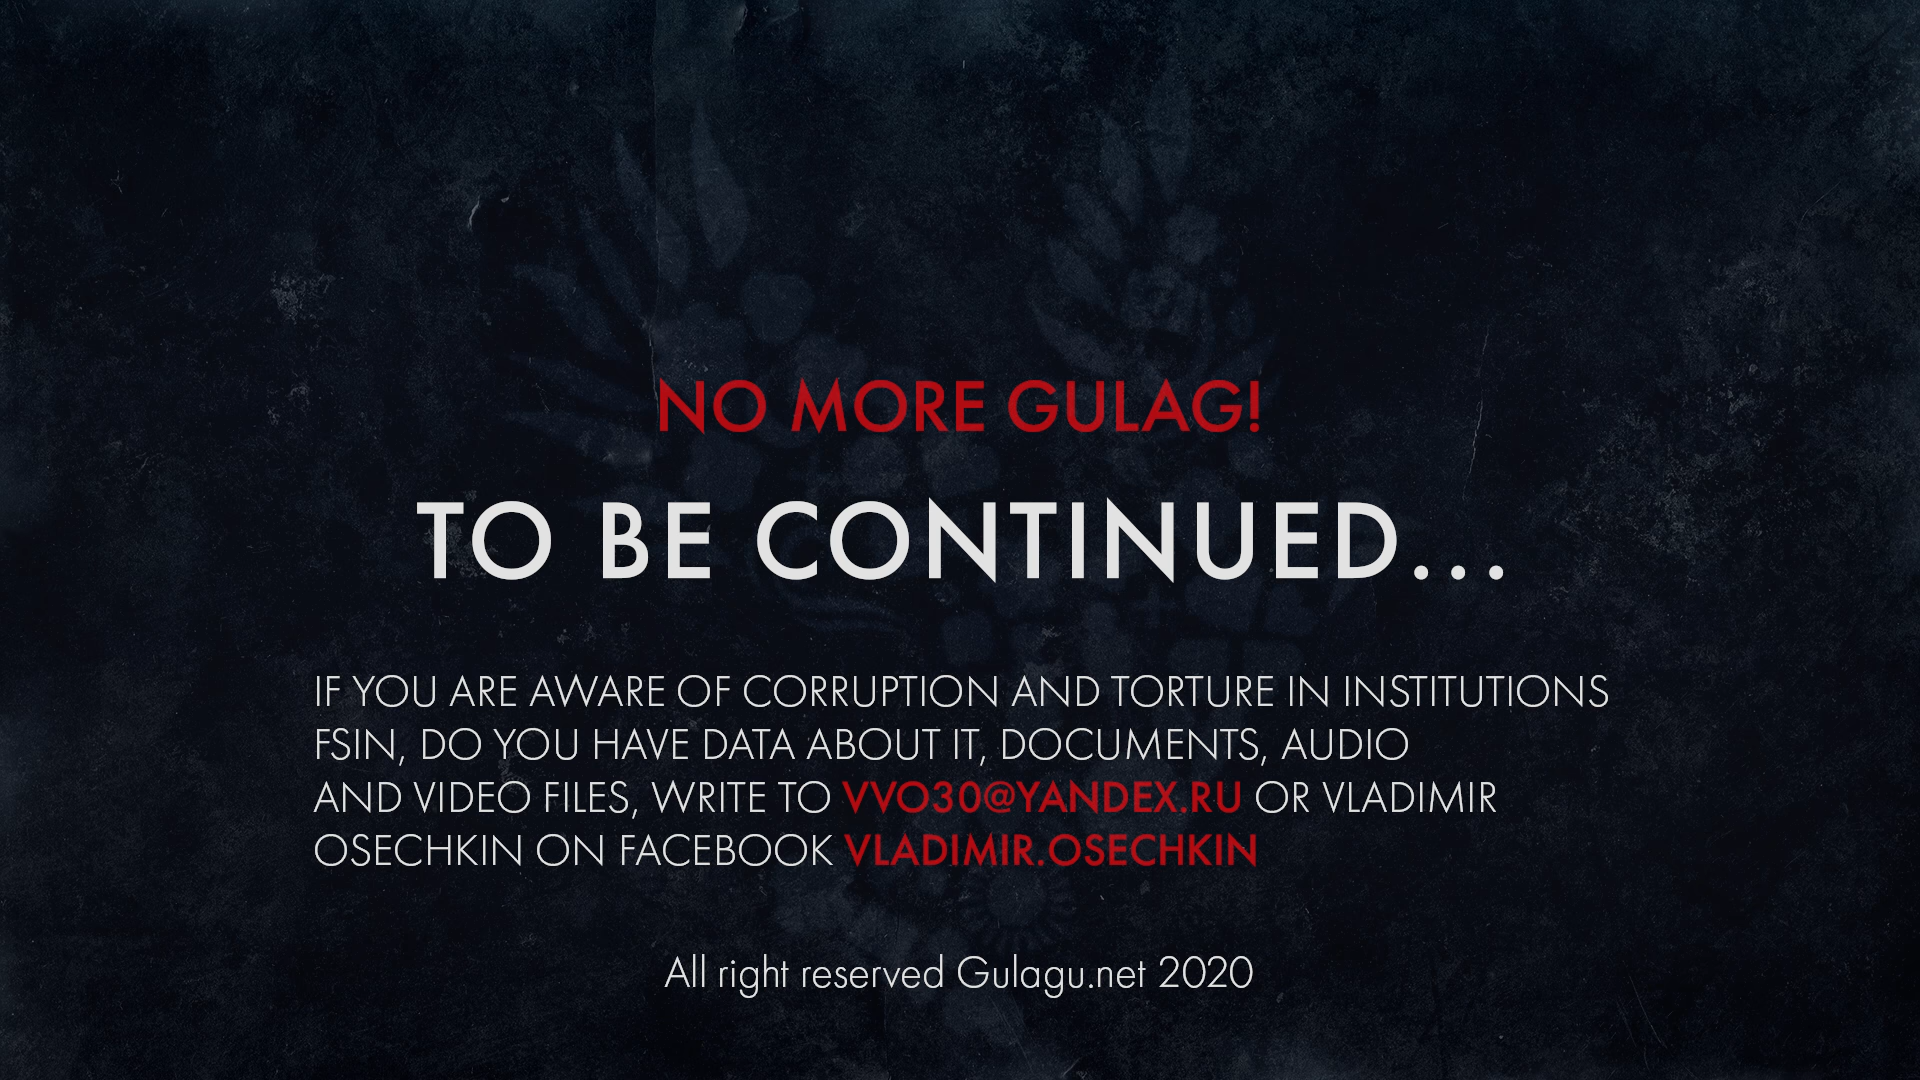 NO MORE GULAG!
TO BE CONTINUED...
IF YOU ARE AWARE OF CORRUPTION AND TORTURE IN INSTITUTIONS
FSIN, DO YOU HAVE DATA ABOUT IT, DOCUMENTS, AUDIO
AND VIDEO FILES, WRITE TO VVO30@YANDEX.RU OR VLADIMIR
OSECHKIN ON FACEBOOK VLADIMIR.OSECHKIN
All right reserved Gulagu.net 2020